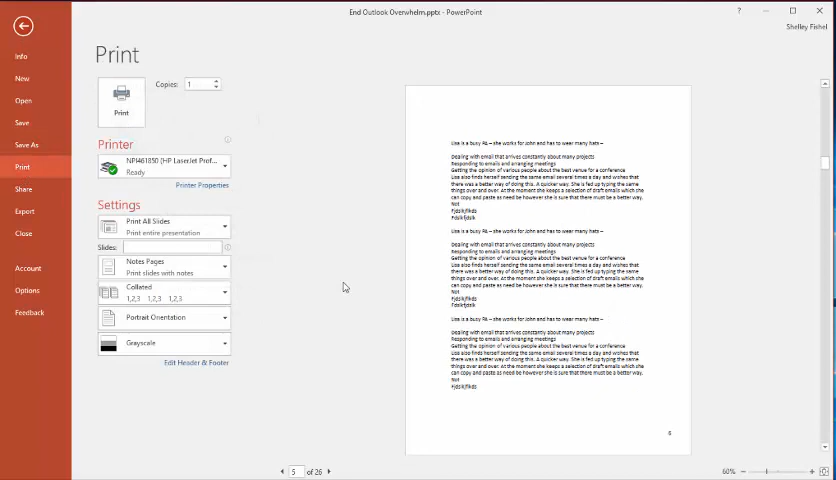 End Outlook Overwhelm.pptx - PowerPoint
?
Shelley Fishel
Info
New
Open
Save
Save As
Print
Share
Export
Close
Account
Options
Feedback
Print
Print
Copies: 1
Printer
NPI461850 (HP LaserJet Prof...
Ready
Printer Properties
Settings
Print All Slides
Print entire presentation
Slides:
Notes Pages
Print slides with notes
Collated
1,2,3 1,2,3 1,2,3
Portrait Orientation
Grayscale
Edit Header & Footer
Lisa is a busy PA – she works for John and has to wear many hats –
Dealing with email that arrives constantly about many projects
Responding to emails and arranging meetings
Getting the opinion of various people about the best venue for a conference
Lisa also finds herself sending the same email several times a day and wishes that
there was a better way of doing this. A quicker way. She is fed up typing the same
things over and over. At the moment she keeps a selection of draft emails which she
can copy and paste as need be however she is sure that there must be a better way.
Not
Lisa is a busy PA – she works for John and has to wear many hats –
Dealing with email that arrives constantly about many projects
Responding to emails and arranging meetings
Getting the opinion of various people about the best venue for a conference
Lisa also finds herself sending the same email several times a day and wishes that
there was a better way of doing this. A quicker way. She is fed up typing the same
things over and over. At the moment she keeps a selection of draft emails which she
can copy and paste as need be however she is sure that there must be a better way.
Not
Lisa is a busy PA – she works for John and has to wear many hats –
Dealing with email that arrives constantly about many projects
Responding to emails and arranging meetings
Getting the opinion of various people about the best venue for a conference
Lisa also finds herself sending the same email several times a day and wishes that
there was a better way of doing this. A quicker way. She is fed up typing the same
things over and over. At the moment she keeps a selection of draft emails which she
can copy and paste as need be however she is sure that there must be a better way.
Not
6
5 of 26
60%